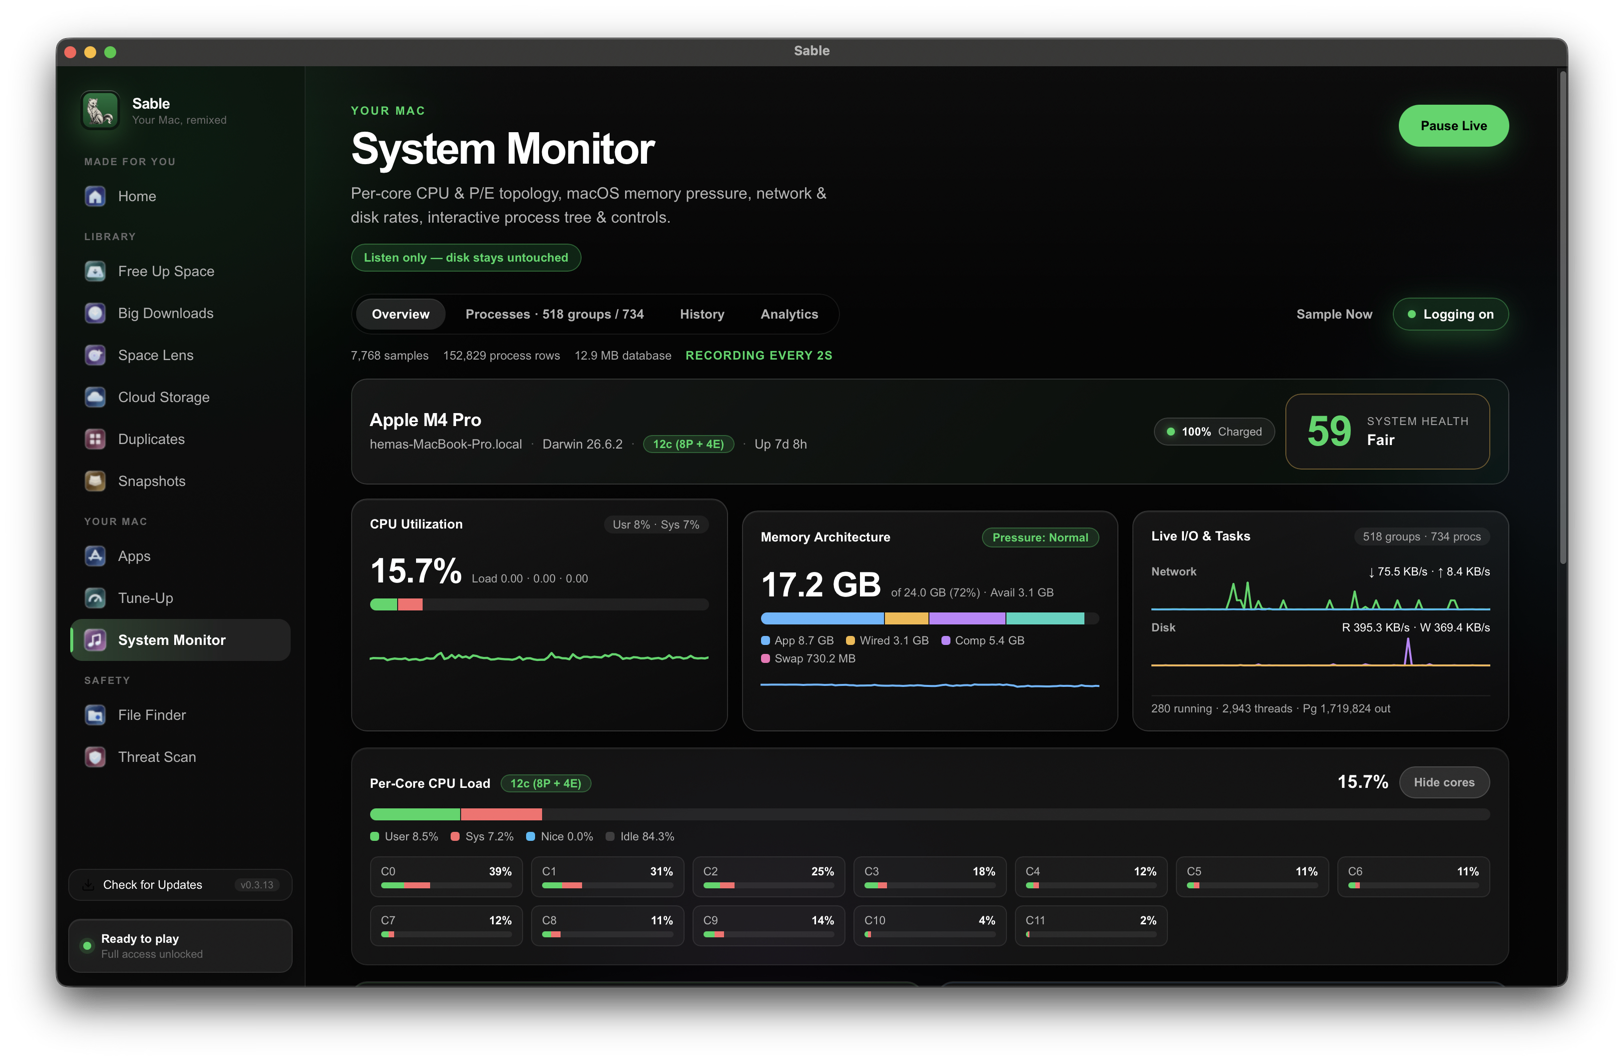 Sable
Sable
Your Mac, remixed
MADE FOR YOU
Home
LIBRARY
Free Up Space
Big Downloads
Space Lens
Cloud Storage
Duplicates
Snapshots
YOUR MAC
Apps
Tune-Up
System Monitor
SAFETY
File Finder
Threat Scan
Check for Updates v0.3.13
Ready to play
Full access unlocked
YOUR MAC
System Monitor
Pause Live
Per-core CPU & P/E topology, macOS memory pressure, network &
disk rates, interactive process tree & controls.
Listen only — disk stays untouched
Overview Processes · 518 groups / 734 History Analytics Sample Now Logging on
7,768 samples 152,829 process rows 12.9 MB database RECORDING EVERY 2S
Apple M4 Pro
hemas-MacBook-Pro.local · Darwin 26.6.2 · 12c (8P + 4E) · Up 7d 8h
100% Charged
59 SYSTEM HEALTH
Fair
CPU Utilization Usr 8% · Sys 7%
15.7% Load 0.00 · 0.00 · 0.00
Memory Architecture Pressure: Normal
17.2 GB of 24.0 GB (72%) · Avail 3.1 GB
App 8.7 GB Wired 3.1 GB Comp 5.4 GB
Swap 730.2 MB
Live I/O & Tasks 518 groups · 734 procs
Network ↓ 75.5 KB/s · ↑ 8.4 KB/s
Disk R 395.3 KB/s · W 369.4 KB/s
280 running · 2,943 threads · Pg 1,719,824 out
Per-Core CPU Load 12c (8P + 4E) 15.7% Hide cores
User 8.5% Sys 7.2% Nice 0.0% Idle 84.3%
C0 39% C1 31% C2 25% C3 18% C4 12% C5 11% C6 11%
C7 12% C8 11% C9 14% C10 4% C11 2%